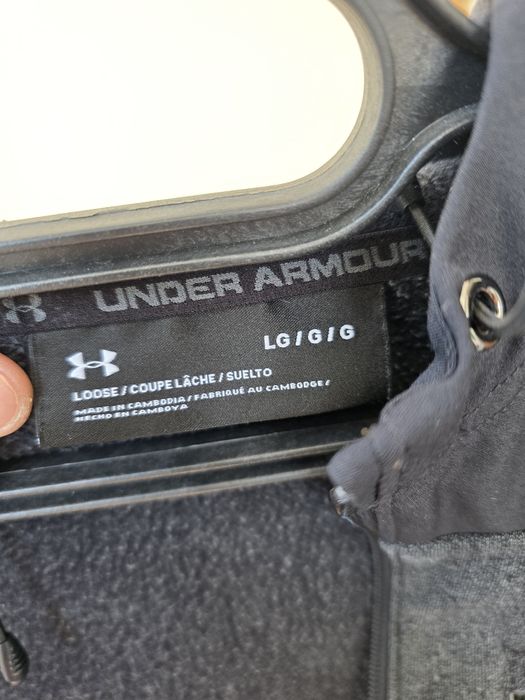 UNDER ARMOUR
LG / G / G
LOOSE / COUPE LÂCHE / SUELTO
MADE IN CAMBODIA / FABRIQUÉ AU CAMBODGE /
HECHO EN CAMBOYA